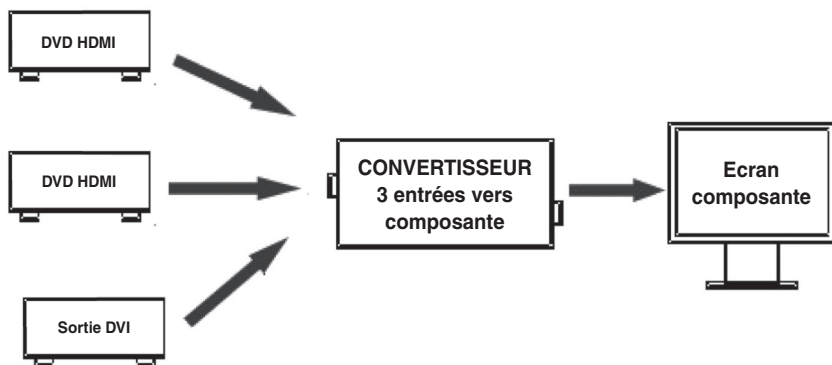 DVD HDMI
DVD HDMI
Sortie DVI
CONVERTISSEUR
3 entrées vers
composante
Ecran
composante